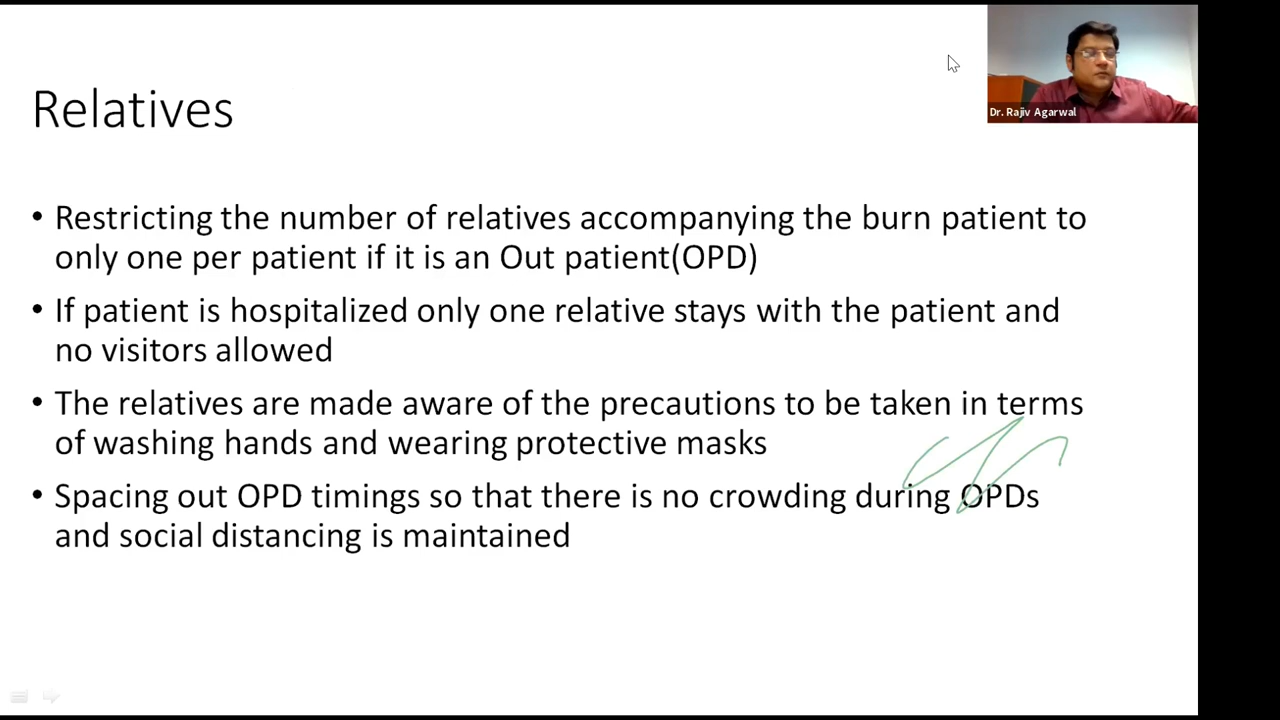 Dr. Rajiv Agarwal
Relatives
• Restricting the number of relatives accompanying the burn patient to
only one per patient if it is an Out patient(OPD)
• If patient is hospitalized only one relative stays with the patient and
no visitors allowed
• The relatives are made aware of the precautions to be taken in terms
of washing hands and wearing protective masks
• Spacing out OPD timings so that there is no crowding during OPDs
and social distancing is maintained